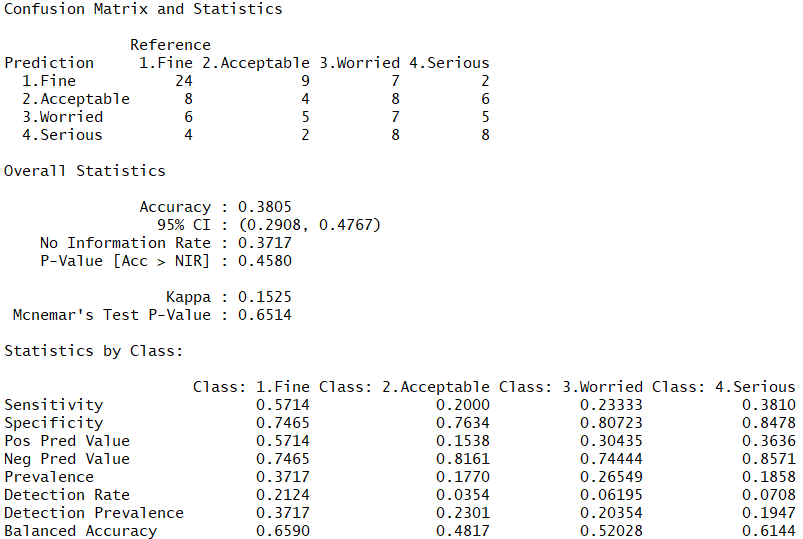 Confusion Matrix and Statistics
Reference
Prediction 1.Fine 2.Acceptable 3.Worried 4.Serious
1.Fine 24 9 7 2
2.Acceptable 8 4 8 6
3.Worried 6 5 7 5
4.Serious 4 2 8 8
Overall Statistics
Accuracy : 0.3805
95% CI : (0.2908, 0.4767)
No Information Rate : 0.3717
P-Value [Acc > NIR] : 0.4580
Kappa : 0.1525
Mcnemar's Test P-Value : 0.6514
Statistics by Class:
Class: 1.Fine Class: 2.Acceptable Class: 3.Worried Class: 4.Serious
Sensitivity 0.5714 0.2000 0.23333 0.3810
Specificity 0.7465 0.7634 0.80723 0.8478
Pos Pred Value 0.5714 0.1538 0.30435 0.3636
Neg Pred Value 0.7465 0.8161 0.74444 0.8571
Prevalence 0.3717 0.1770 0.26549 0.1858
Detection Rate 0.2124 0.0354 0.06195 0.0708
Detection Prevalence 0.3717 0.2301 0.20354 0.1947
Balanced Accuracy 0.6590 0.4817 0.52028 0.6144